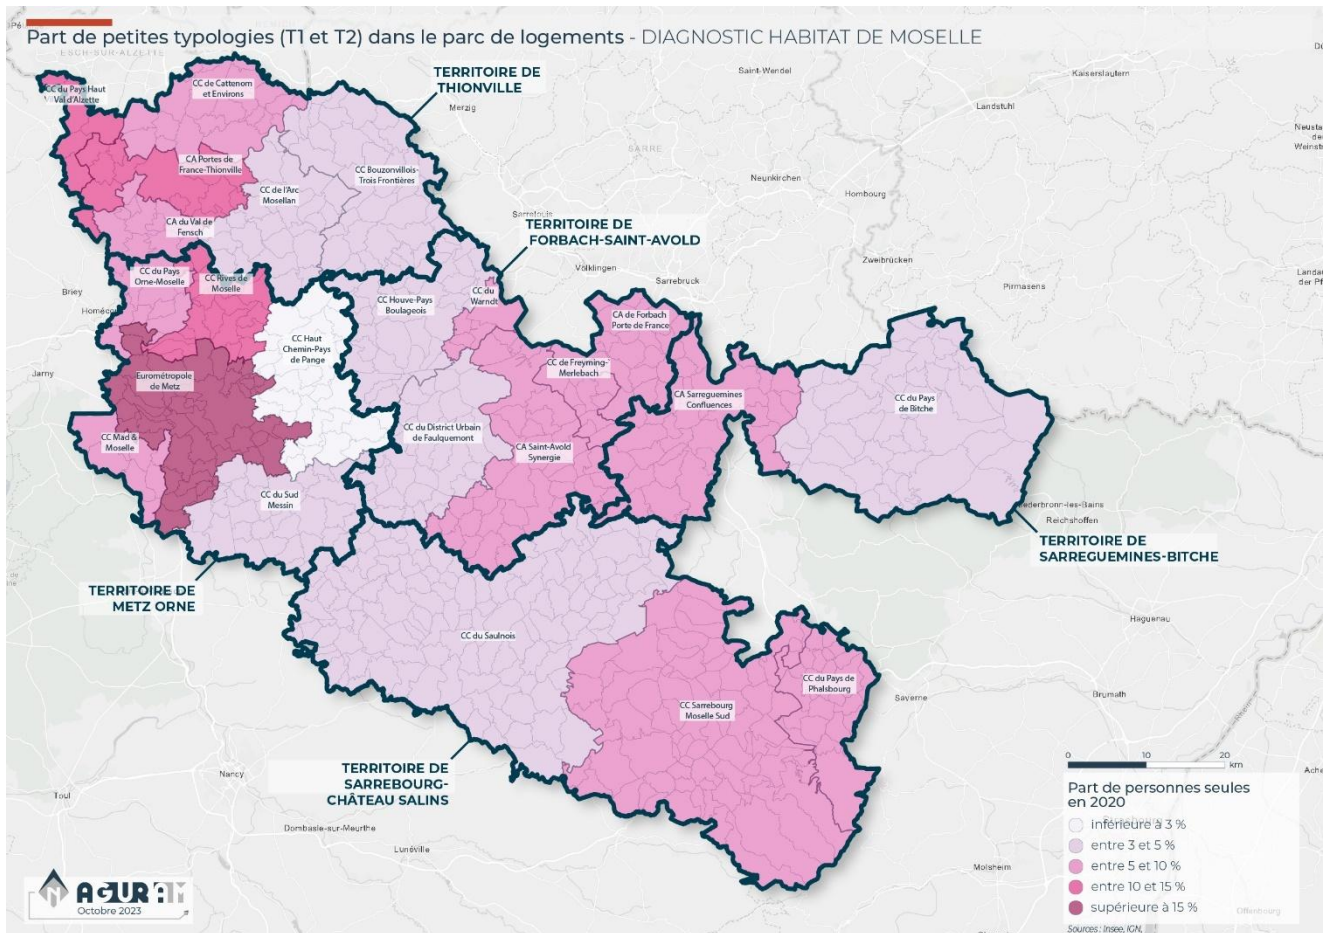 Part de petites typologies (T1 et T2) dans le parc de logements - DIAGNOSTIC HABITAT DE MOSELLE
ESCH-SUR-ALZETTE
Saint-Wendel
Kaiserslautern
TERRITOIRE DE
THIONVILLE
CC de Cattenom
et Environs
CC du Pays Haut
Val d'Alzette
Merzig
Landstuhl
SARRE
CA Portes de
France-Thionville
CC Bouzonvillois-
Trois Frontières
Neunkirchen
CC de l'Arc
Mosellan
Hombourg
Sarrelouis
CA du Val de
Fensch
TERRITOIRE DE
FORBACH-SAINT-AVOLD
Völklingen
Zweibrücken
CC du Pays
Orne-Moselle
CC Rives de
Moselle
Sarrebruck
Pirmasens
Briey
CC Houve-Pays
Boulageois
CC du
Warndt
CA de Forbach
Porte de France
CC Haut
Chemin-Pays
de Pange
CC de Freyming-
Merlebach
Jarny
Eurométropole
de Metz
CA Sarreguemines
Confluences
CC du Pays
de Bitche
CC Mad &
Moselle
CC du District Urbain
de Faulquemont
CA Saint-Avold
Synergie
CC du Sud
Messin
ederbronn-les-Bains
Reichshoffen
TERRITOIRE DE
SARREGUEMINES-BITCHE
TERRITOIRE DE
METZ ORNE
Haguenau
CC du Saulnois
CC du Pays de
Phalsbourg
Saverne
Brumath
CC Sarrebourg
Moselle Sud
Nancy
TERRITOIRE DE
SARREBOURG-
CHÂTEAU SALINS
Toul
Dombasle-sur-Meurthe
Lunéville
Molsheim
Offenbourg
0 10 20
km
Part de personnes seules
en 2020
inférieure à 3 %
entre 3 et 5 %
entre 5 et 10 %
entre 10 et 15 %
supérieure à 15 %
Sources : Insee, IGN,
N
AGURAM
Octobre 2023